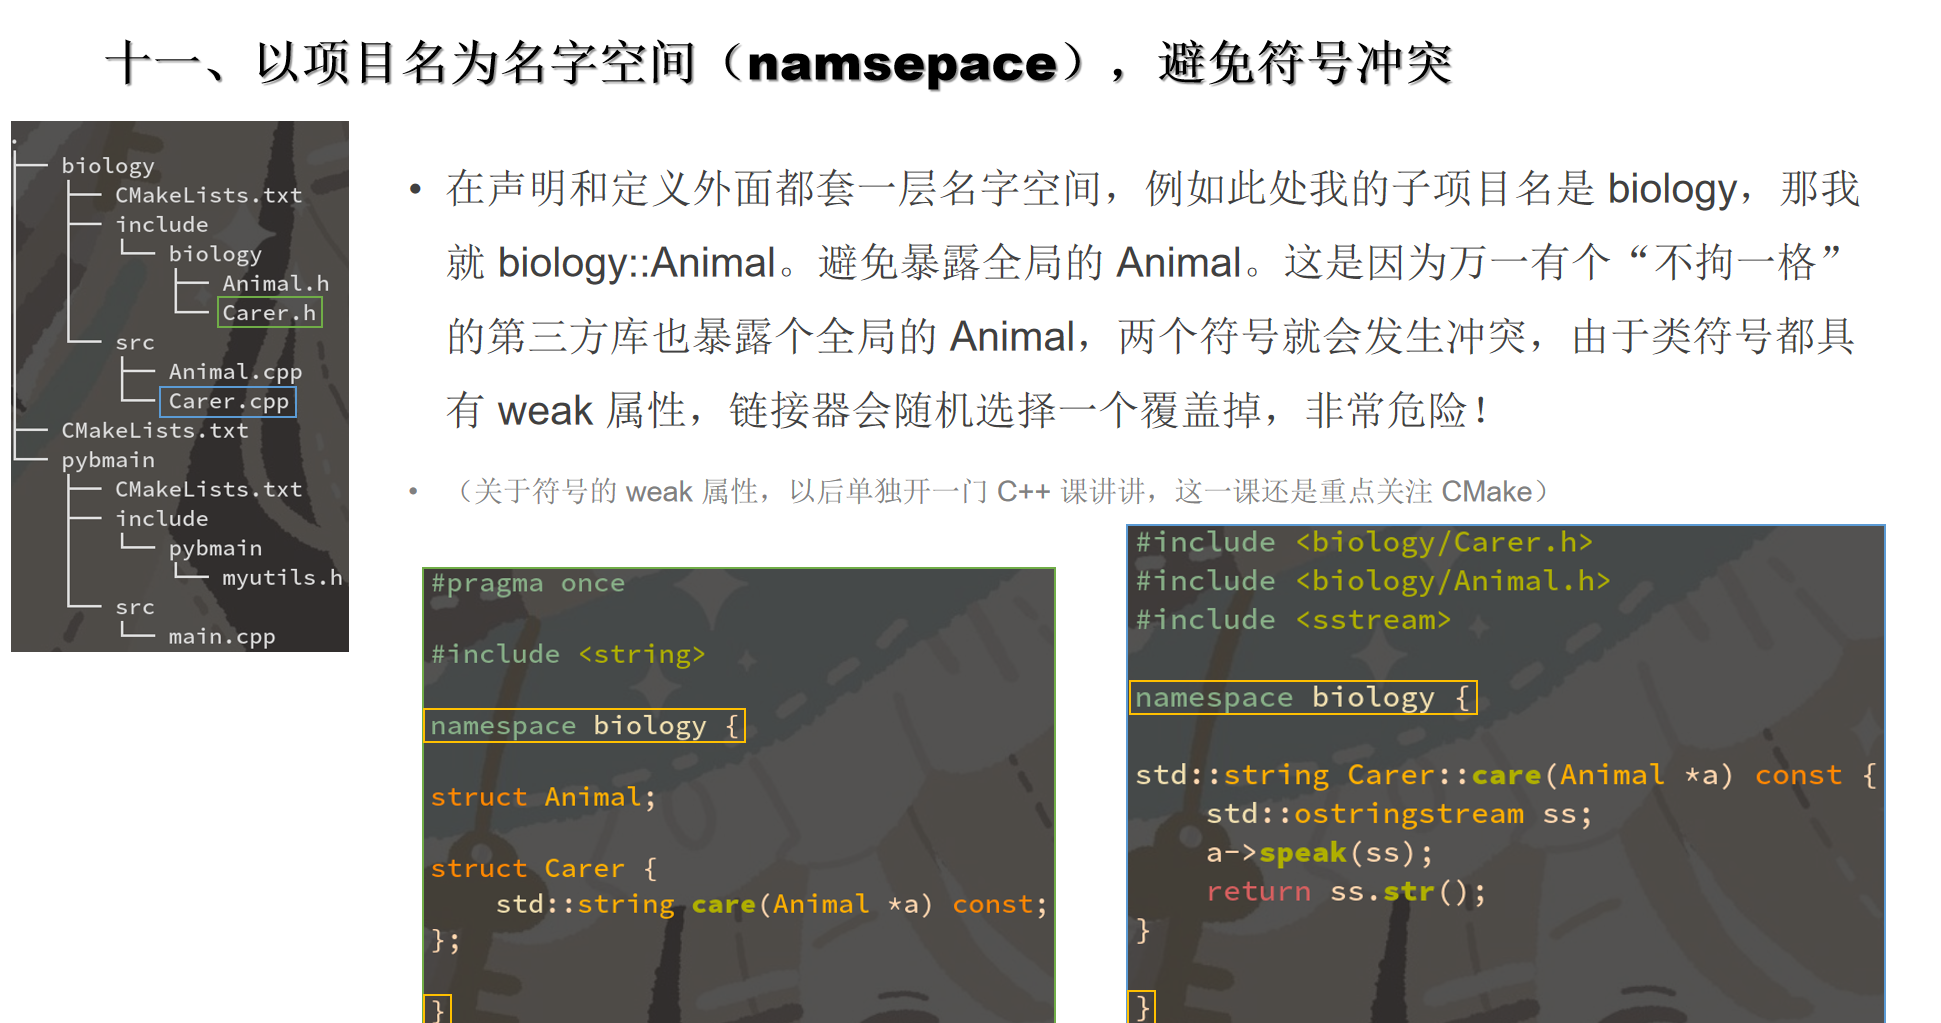 十一、以项目名为名字空间（namsepace），避免符号冲突
.
├── biology
│   ├── CMakeLists.txt
│   ├── include
│   │   └── biology
│   │       ├── Animal.h
│   │       └── Carer.h
│   └── src
│       ├── Animal.cpp
│       └── Carer.cpp
├── CMakeLists.txt
└── pybmain
    ├── CMakeLists.txt
    ├── include
    │   └── pybmain
    │       └── myutils.h
    └── src
        └── main.cpp
• 在声明和定义外面都套一层名字空间，例如此处我的子项目名是 biology，那我
就 biology::Animal。避免暴露全局的 Animal。这是因为万一有个“不拘一格”
的第三方库也暴露个全局的 Animal，两个符号就会发生冲突，由于类符号都具
有 weak 属性，链接器会随机选择一个覆盖掉，非常危险！
• （关于符号的 weak 属性，以后单独开一门 C++ 课讲讲，这一课还是重点关注 CMake）
#pragma once
#include <string>
namespace biology {
struct Animal;
struct Carer {
    std::string care(Animal *a) const;
};
}
#include <biology/Carer.h>
#include <biology/Animal.h>
#include <sstream>
namespace biology {
std::string Carer::care(Animal *a) const {
    std::ostringstream ss;
    a->speak(ss);
    return ss.str();
}
}